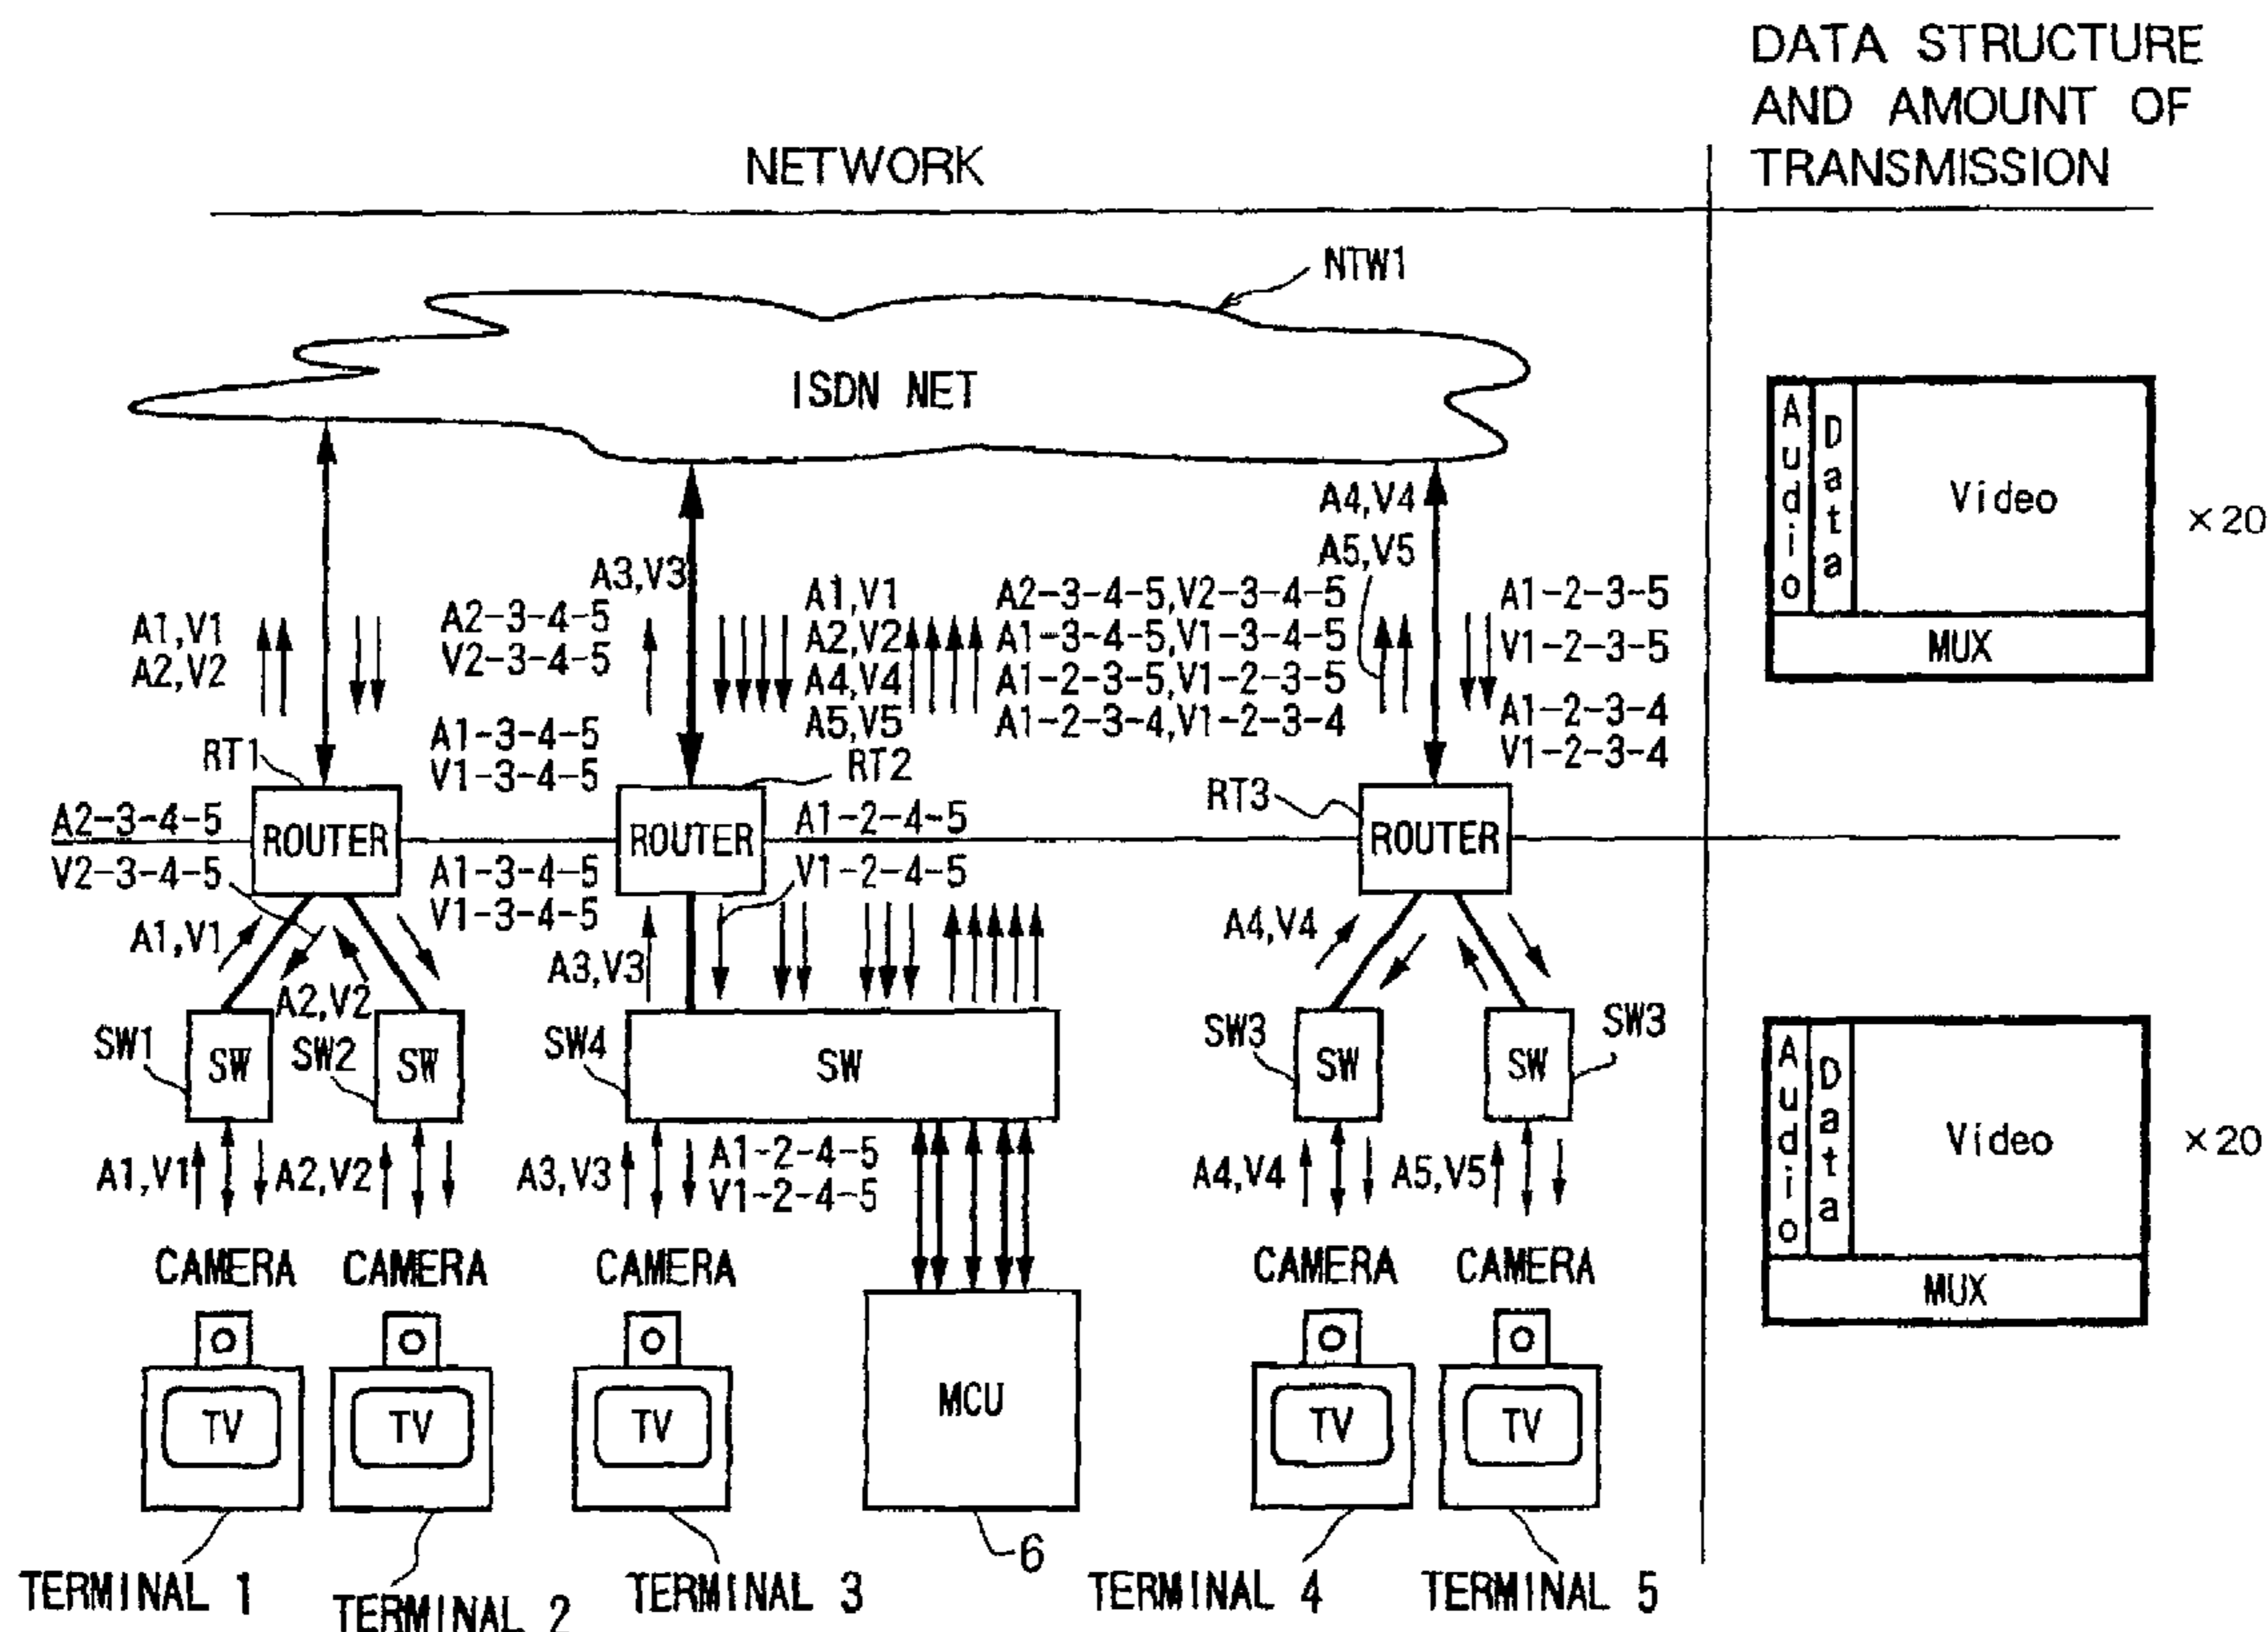 DATA STRUCTURE
AND AMOUNT OF
TRANSMISSION
NETWORK
NTW1
ISDN NET
Audio
Data
Video
MUX
×20
A1,V1
A2,V2
A2-3-4-5
V2-3-4-5
A1-3-4-5
V1-3-4-5
A3,V3
A1,V1
A2,V2
A4,V4
A5,V5
A2-3-4-5,V2-3-4-5
A1-3-4-5,V1-3-4-5
A1-2-3-5,V1-2-3-5
A1-2-3-4,V1-2-3-4
A4,V4
A5,V5
A1-2-3-5
V1-2-3-5
A1-2-3-4
V1-2-3-4
RT1
RT2
RT3
ROUTER
ROUTER
ROUTER
A2-3-4-5
V2-3-4-5
A1-3-4-5
V1-3-4-5
A1-2-4-5
V1-2-4-5
A1,V1
A2,V2
A3,V3
A4,V4
SW1
SW
SW2
SW
SW4
SW
SW3
SW
SW
SW3
A1,V1
A2,V2
A3,V3
A1-2-4-5
V1-2-4-5
A4,V4
A5,V5
Audio
Data
Video
MUX
×20
CAMERA
CAMERA
CAMERA
CAMERA
CAMERA
TV
TV
TV
MCU
TV
TV
6
TERMINAL 1
TERMINAL 2
TERMINAL 3
TERMINAL 4
TERMINAL 5